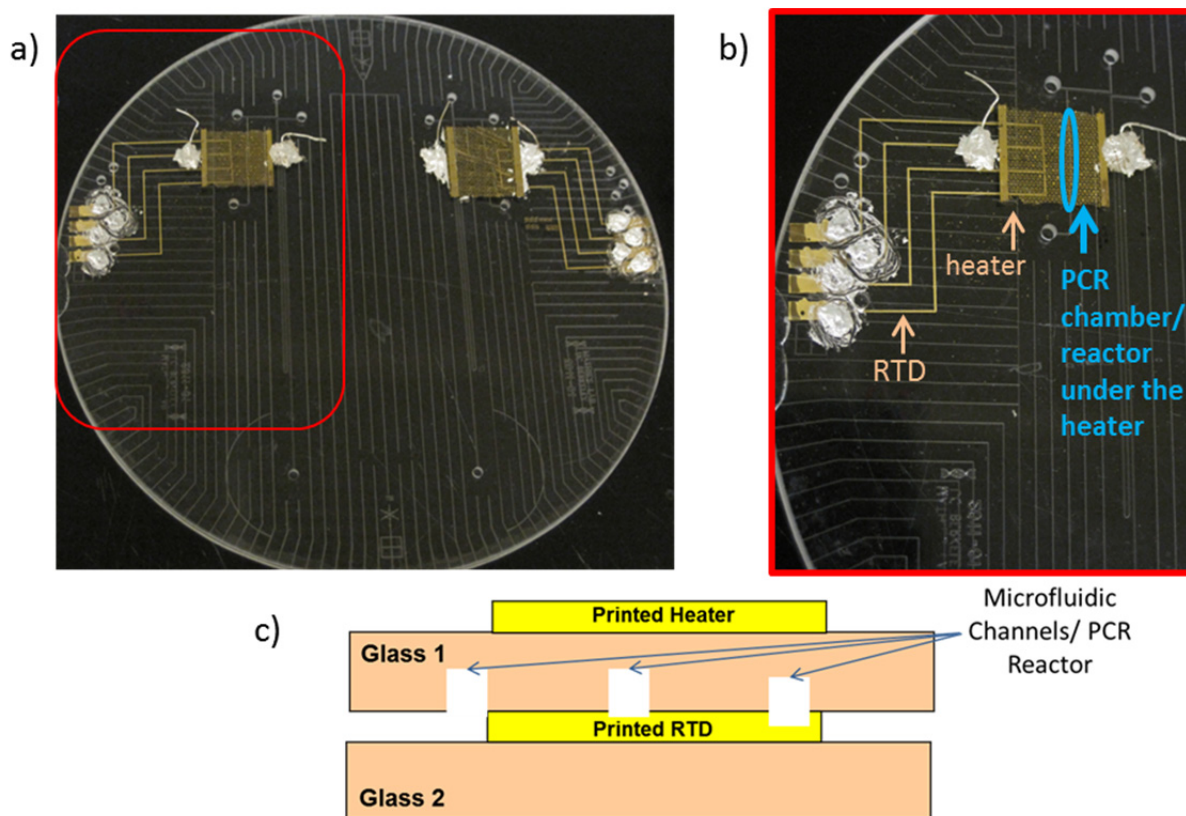 a)
b)
heater
RTD
PCR
chamber/
reactor
under the
heater
c)
Printed Heater
Glass 1
Microfluidic
Channels/ PCR
Reactor
Printed RTD
Glass 2